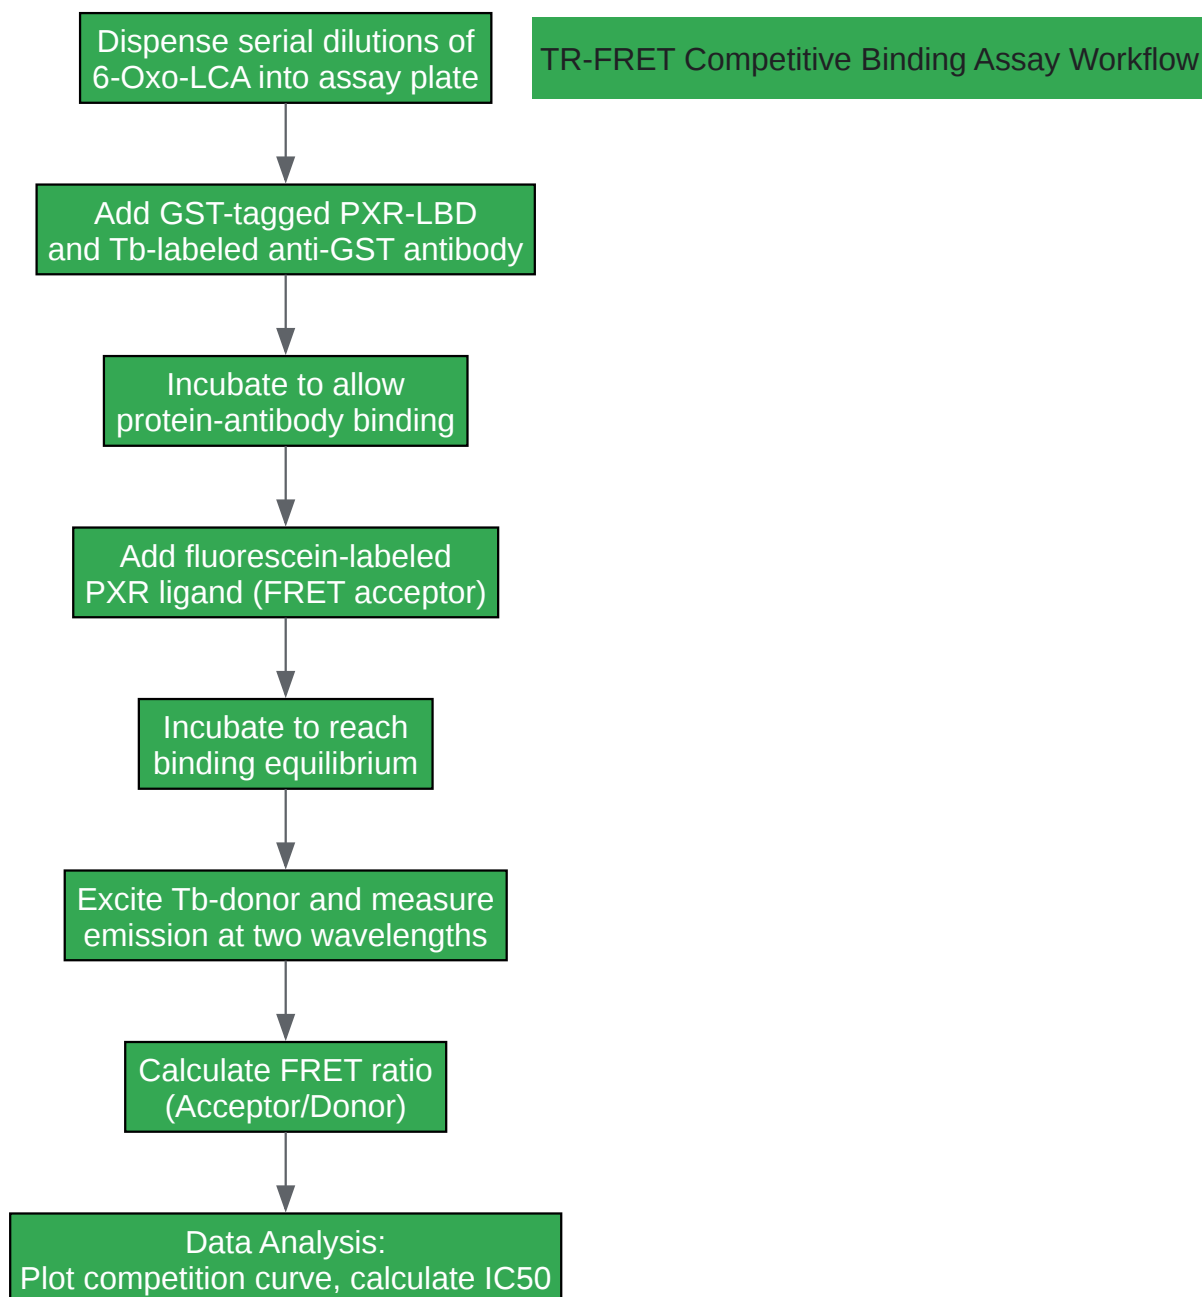 Dispense serial dilutions of
6-Oxo-LCA into assay plate
TR-FRET Competitive Binding Assay Workflow
Add GST-tagged PXR-LBD
and Tb-labeled anti-GST antibody
Incubate to allow
protein-antibody binding
Add fluorescein-labeled
PXR ligand (FRET acceptor)
Incubate to reach
binding equilibrium
Excite Tb-donor and measure
emission at two wavelengths
Calculate FRET ratio
(Acceptor/Donor)
Data Analysis:
Plot competition curve, calculate IC50